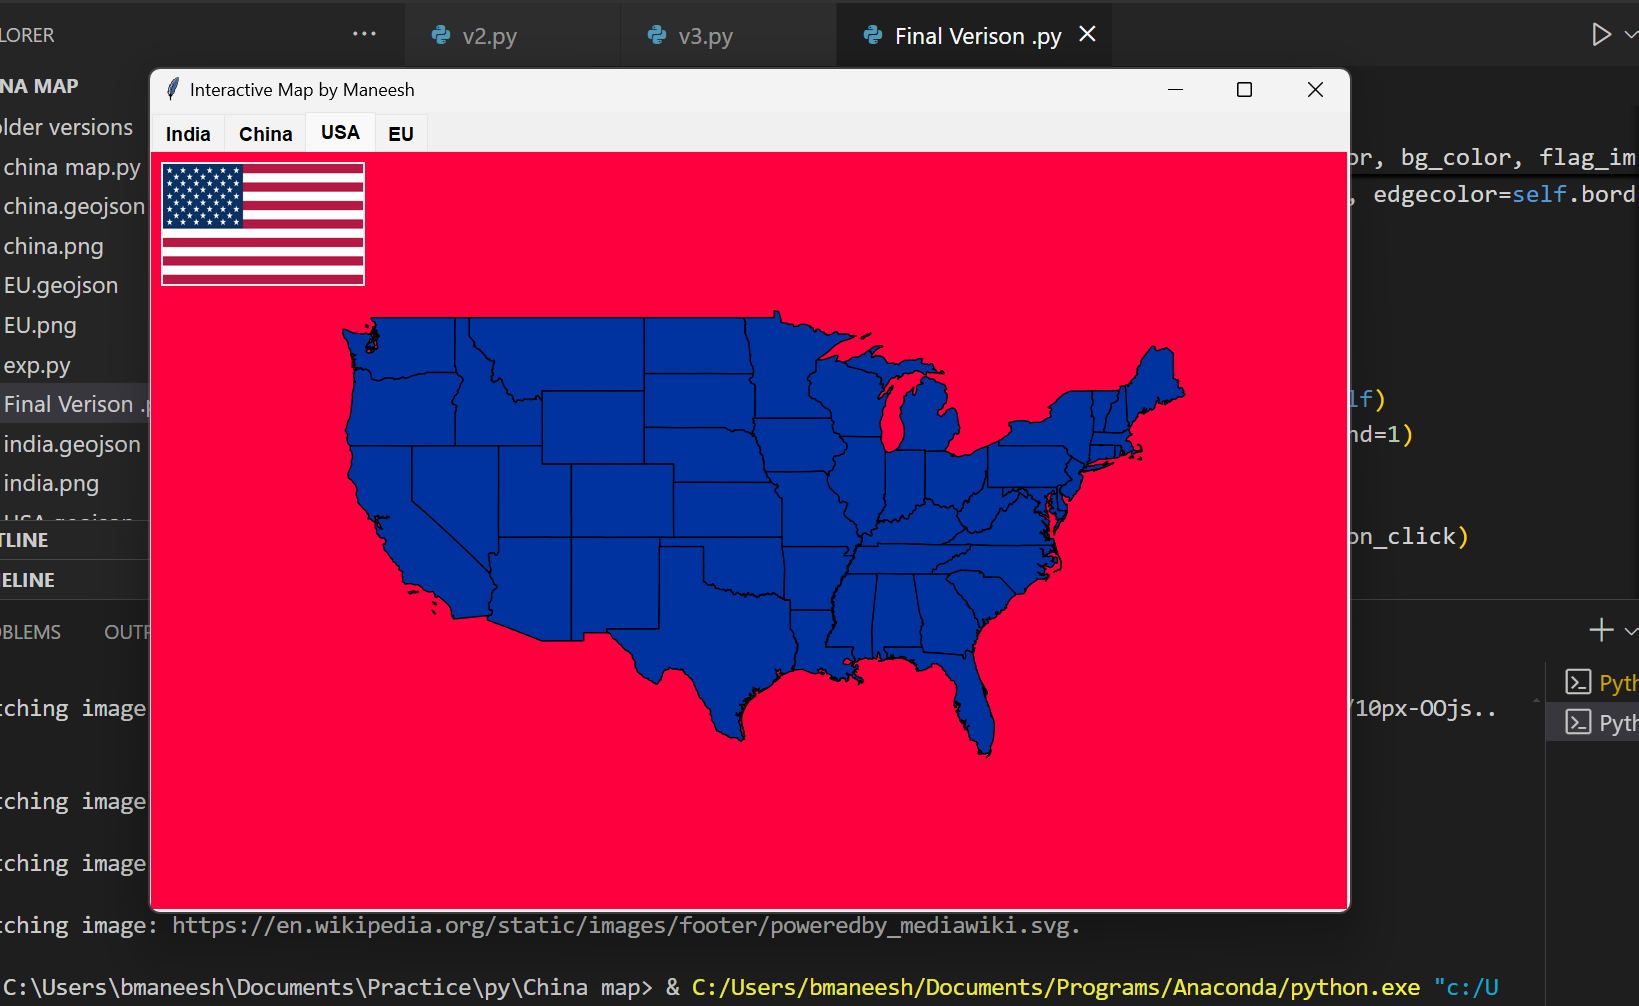 LORER
...
v2.py
v3.py
Final Verison .py
NA MAP
Interactive Map by Maneesh
older versions
India
China
USA
EU
china map.py
or, bg_color, flag_im
china.geojson
, edgecolor=self.bord
china.png
EU.geojson
EU.png
exp.py
Final Verison .p
lf)
nd=1)
india.geojson
india.png
USA.geojson
TLINE
on_click)
ELINE
OBLEMS
OUTP
Pyth
tching image
/10px-OOjs..
Pyth
tching image
tching image
tching image: https://en.wikipedia.org/static/images/footer/poweredby_mediawiki.svg.
C:\Users\bmaneesh\Documents\Practice\py\China map> & C:/Users/bmaneesh/Documents/Programs/Anaconda/python.exe "c:/U